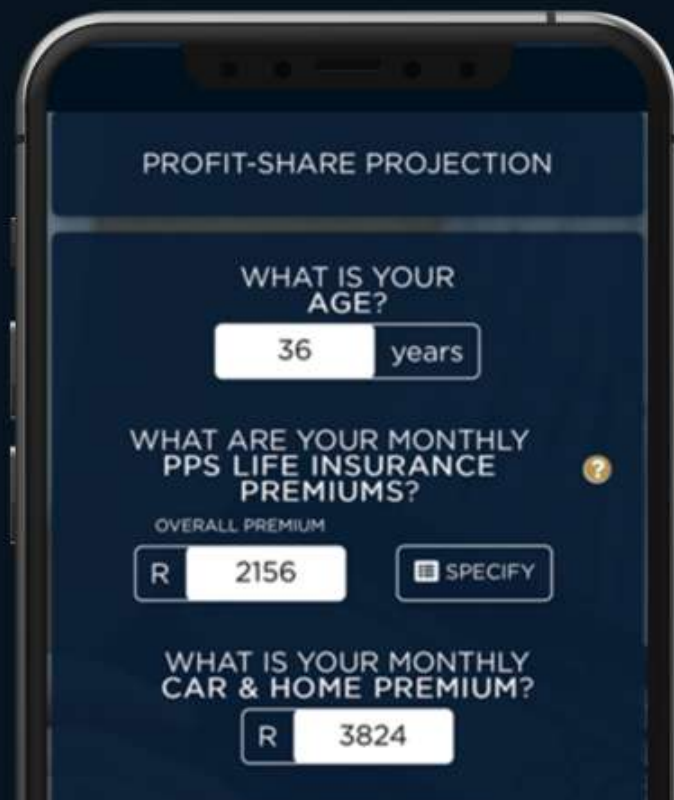 PROFIT-SHARE PROJECTION
WHAT IS YOUR
AGE?
36 years
WHAT ARE YOUR MONTHLY
PPS LIFE INSURANCE
PREMIUMS?
?
OVERALL PREMIUM
R 2156 SPECIFY
WHAT IS YOUR MONTHLY
CAR & HOME PREMIUM?
R 3824